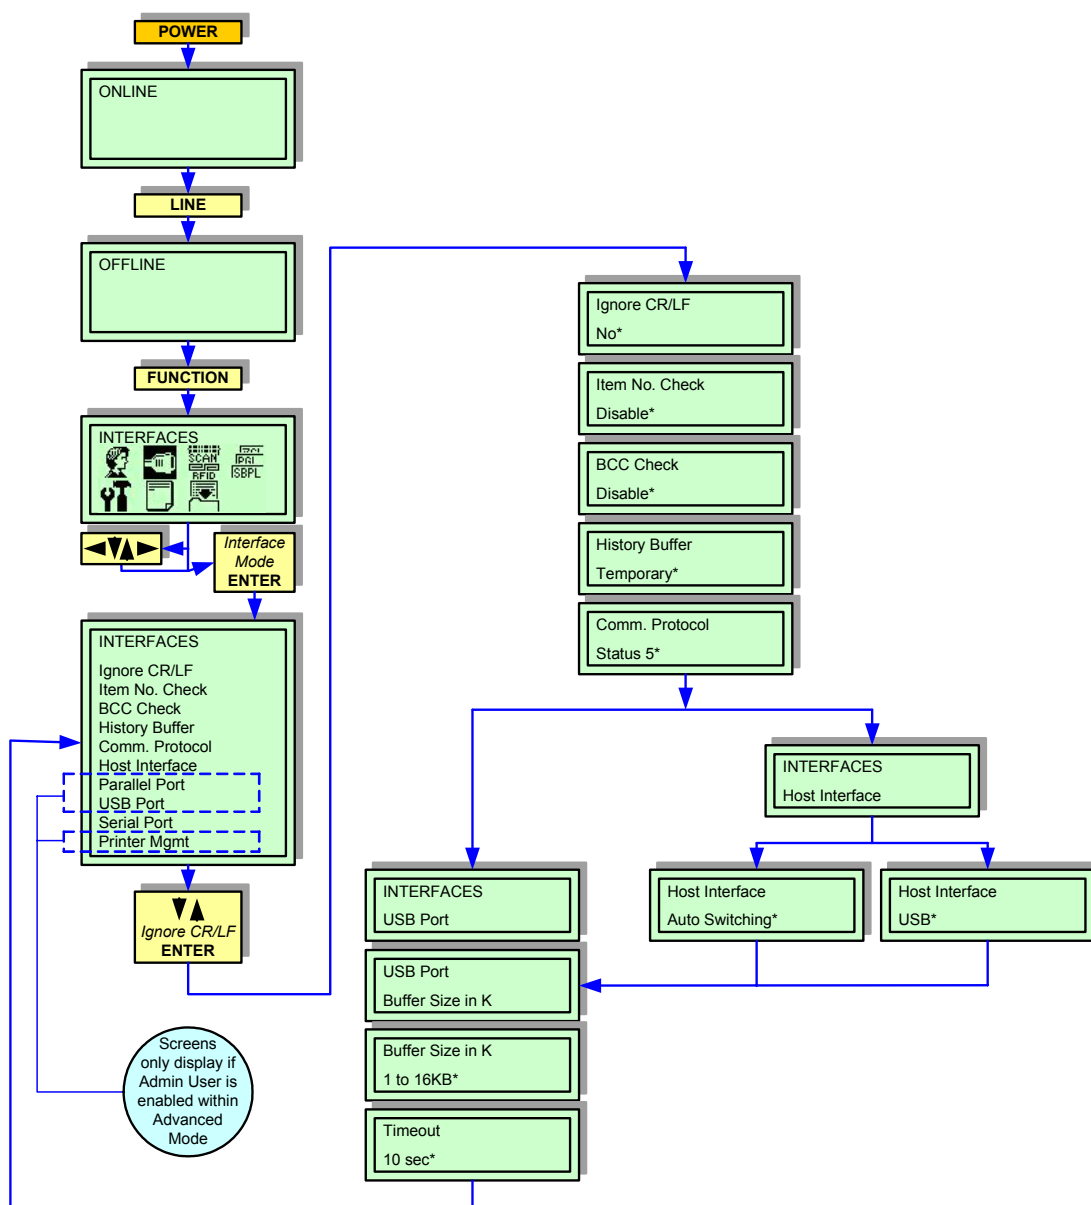 POWER
ONLINE
LINE
OFFLINE
FUNCTION
INTERFACES
SCAN
RFID
PGL
SBPL
Interface
Mode
ENTER
INTERFACES
Ignore CR/LF
Item No. Check
BCC Check
History Buffer
Comm. Protocol
Host Interface
Parallel Port
USB Port
Serial Port
Printer Mgmt
Ignore CR/LF
ENTER
Screens
only display if
Admin User is
enabled within
Advanced
Mode
Ignore CR/LF
No*
Item No. Check
Disable*
BCC Check
Disable*
History Buffer
Temporary*
Comm. Protocol
Status 5*
INTERFACES
Host Interface
Host Interface
Auto Switching*
Host Interface
USB*
INTERFACES
USB Port
USB Port
Buffer Size in K
Buffer Size in K
1 to 16KB*
Timeout
10 sec*